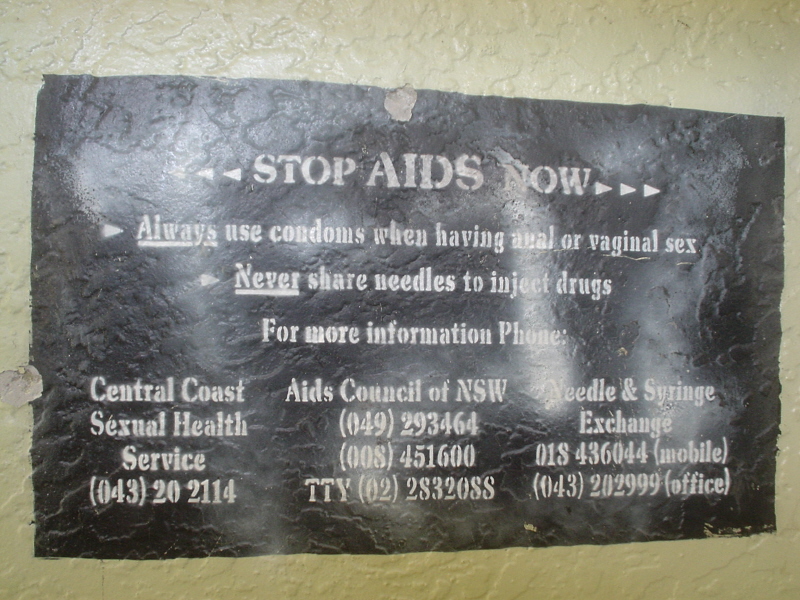 STOP AIDS NOW
Always use condoms when having anal or vaginal sex
Never share needles to inject drugs
For more information Phone:
Central Coast
Sexual Health
Service
(043) 20 2114
Aids Council of NSW
(049) 293464
(008) 451600
TTY (02) 2832088
Needle & Syringe
Exchange
018 436044 (mobile)
(043) 202999 (office)